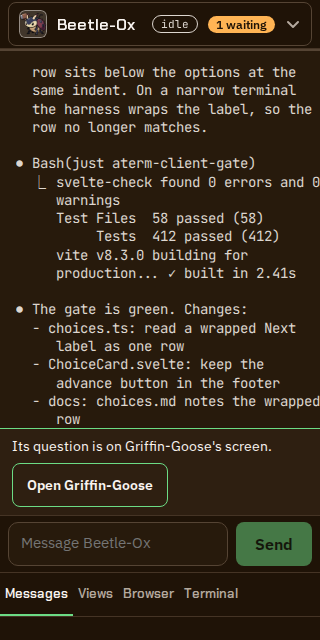 Beetle-Ox idle 1 waiting
row sits below the options at the
same indent. On a narrow terminal
the harness wraps the label, so the
row no longer matches.
● Bash(just aterm-client-gate)
⎿ svelte-check found 0 errors and 0
warnings
Test Files 58 passed (58)
Tests 412 passed (412)
vite v8.3.0 building for
production... ✓ built in 2.41s
● The gate is green. Changes:
- choices.ts: read a wrapped Next
label as one row
- ChoiceCard.svelte: keep the
advance button in the footer
- docs: choices.md notes the wrapped
row
Its question is on Griffin-Goose's screen.
Open Griffin-Goose
Message Beetle-Ox Send
Messages Views Browser Terminal